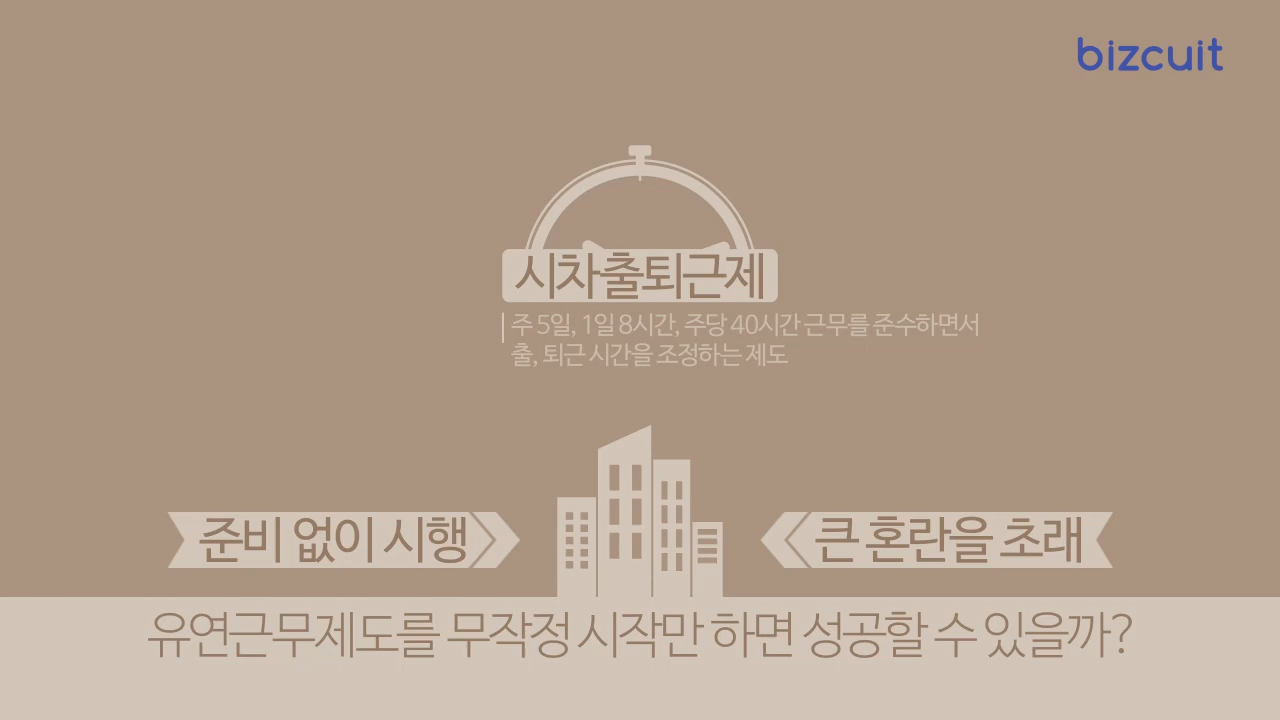 bizcuit
시차출퇴근제
주 5일, 1일 8시간, 주당 40시간 근무를 준수하면서
출, 퇴근 시간을 조정하는 제도
준비 없이 시행
큰 혼란을 초래
유연근무제도를 무작정 시작만 하면 성공할 수 있을까?